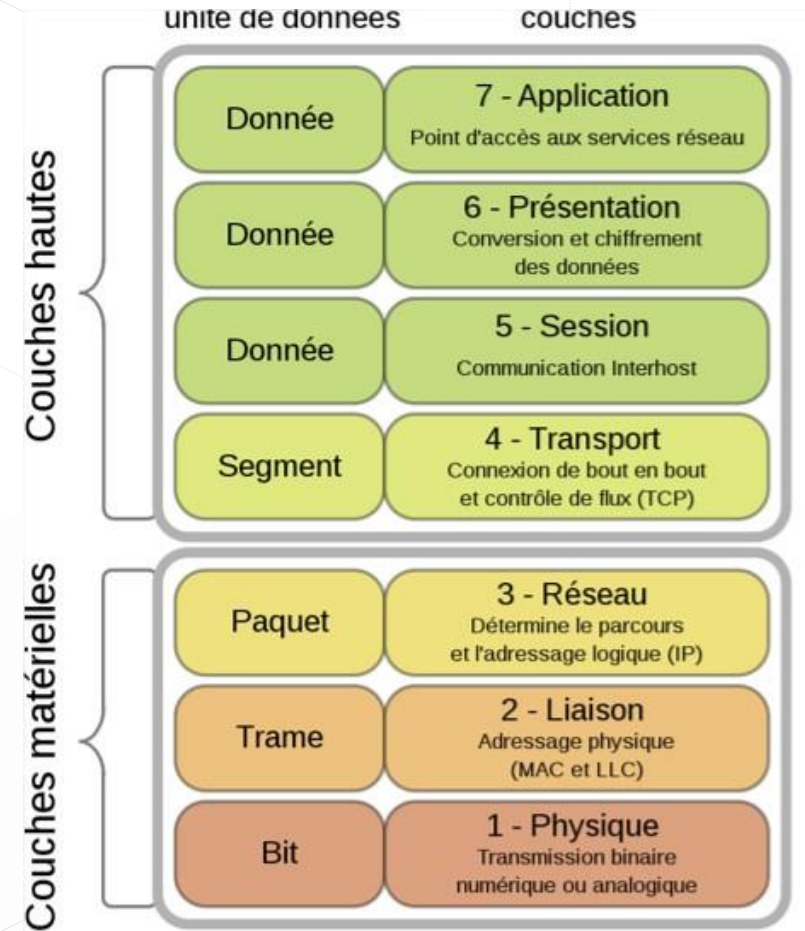 unité de données
couches
Couches hautes
Donnée
7 - Application
Point d'accès aux services réseau
Donnée
6 - Présentation
Conversion et chiffrement
des données
Donnée
5 - Session
Communication Interhost
Segment
4 - Transport
Connexion de bout en bout
et contrôle de flux (TCP)
Couches matérielles
Paquet
3 - Réseau
Détermine le parcours
et l'adressage logique (IP)
Trame
2 - Liaison
Adressage physique
(MAC et LLC)
Bit
1 - Physique
Transmission binaire
numérique ou analogique